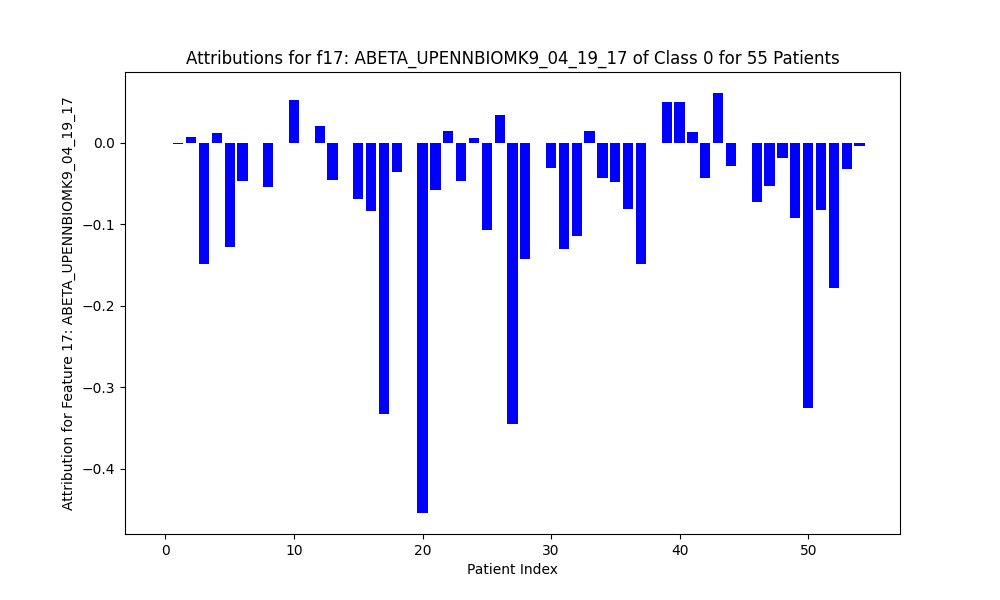 Attributions for f17: ABETA_UPENNBIOMK9_04_19_17 of Class 0 for 55 Patients
Attribution for Feature 17: ABETA_UPENNBIOMK9_04_19_17
0.0
−0.1
−0.2
−0.3
−0.4
0 10 20 30 40 50
Patient Index